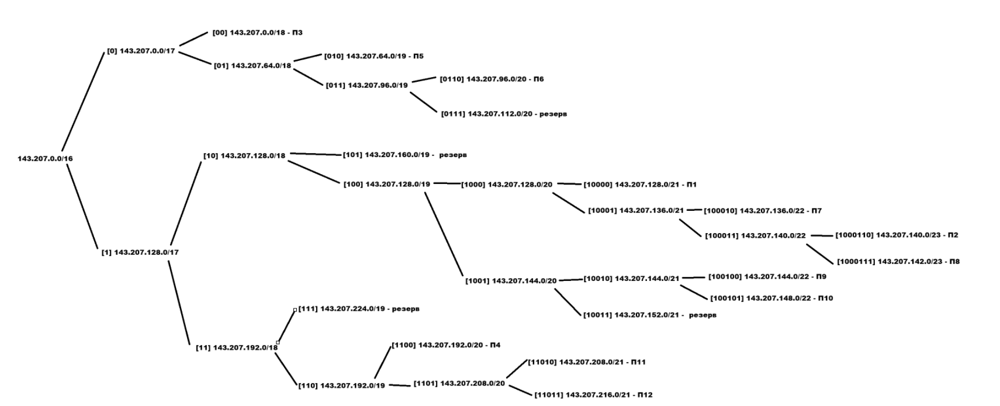 [00] 143.207.0.0/18 - П3
[0] 143.207.0.0/17
[010] 143.207.64.0/19 - П5
[01] 143.207.64.0/18
[0110] 143.207.96.0/20 - П6
[011] 143.207.96.0/19
[0111] 143.207.112.0/20 - резерв
143.207.0.0/16
[10] 143.207.128.0/18
[101] 143.207.160.0/19 - резерв
[100] 143.207.128.0/19
[1000] 143.207.128.0/20
[10000] 143.207.128.0/21 - П1
[10001] 143.207.136.0/21
[100010] 143.207.136.0/22 - П7
[100011] 143.207.140.0/22
[1000110] 143.207.140.0/23 - П2
[1] 143.207.128.0/17
[1000111] 143.207.142.0/23 - П8
[1001] 143.207.144.0/20
[10010] 143.207.144.0/21
[100100] 143.207.144.0/22 - П9
[100101] 143.207.148.0/22 - П10
[111] 143.207.224.0/19 - резерв
[10011] 143.207.152.0/21 - резерв
[11] 143.207.192.0/18
[1100] 143.207.192.0/20 - П4
[11010] 143.207.208.0/21 - П11
[110] 143.207.192.0/19
[1101] 143.207.208.0/20
[11011] 143.207.216.0/21 - П12